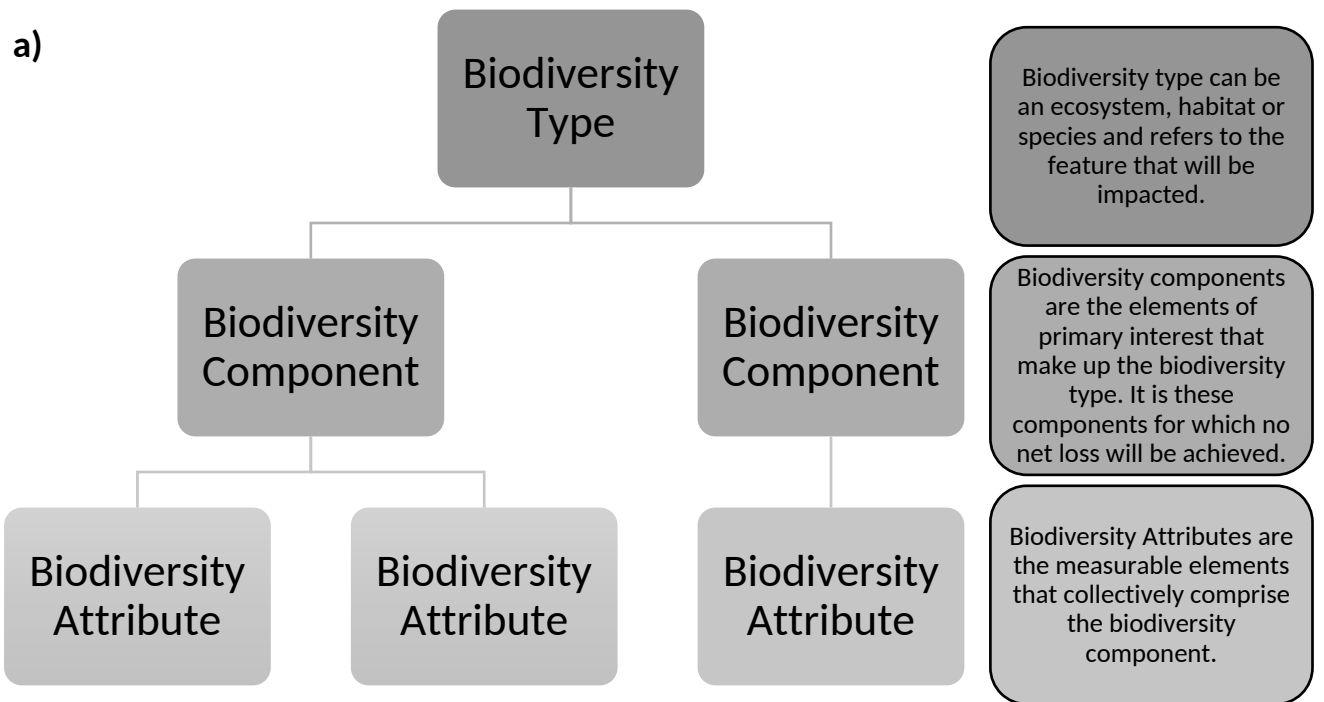 a)
Biodiversity
Type
Biodiversity type can be
an ecosystem, habitat or
species and refers to the
feature that will be
impacted.
Biodiversity
Component
Biodiversity
Component
Biodiversity components
are the elements of
primary interest that
make up the biodiversity
type. It is these
components for which no
net loss will be achieved.
Biodiversity
Attribute
Biodiversity
Attribute
Biodiversity
Attribute
Biodiversity Attributes are
the measurable elements
that collectively comprise
the biodiversity
component.